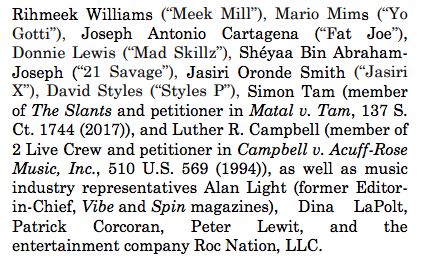 Rihmeek Williams (“Meek Mill”), Mario Mims (“Yo
Gotti”), Joseph Antonio Cartagena (“Fat Joe”),
Donnie Lewis (“Mad Skillz”), Shéyaa Bin Abraham-
Joseph (“21 Savage”), Jasiri Oronde Smith (“Jasiri
X”), David Styles (“Styles P”), Simon Tam (member
of The Slants and petitioner in Matal v. Tam, 137 S.
Ct. 1744 (2017)), and Luther R. Campbell (member of
2 Live Crew and petitioner in Campbell v. Acuff-Rose
Music, Inc., 510 U.S. 569 (1994)), as well as music
industry representatives Alan Light (former Editor-
in-Chief, Vibe and Spin magazines), Dina LaPolt,
Patrick Corcoran, Peter Lewit, and the
entertainment company Roc Nation, LLC.